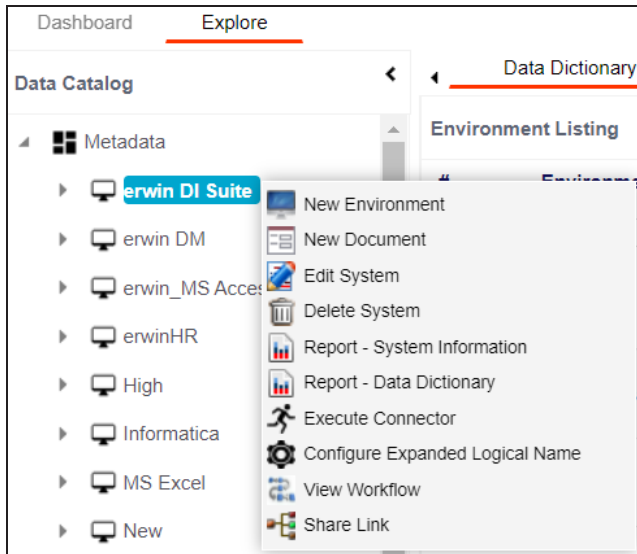 Dashboard Explore
Data Catalog
Data Dictionary
Metadata
Environment Listing
#
erwin DI Suite
New Environment
erwin DM
New Document
Edit System
erwin_MS Acces
Delete System
erwinHR
Report - System Information
High
Report - Data Dictionary
Execute Connector
Informatica
Configure Expanded Logical Name
MS Excel
View Workflow
New
Share Link